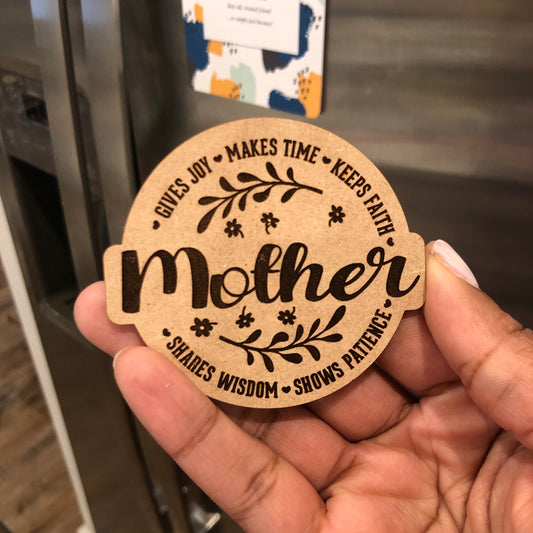 GIVES JOY ♥ MAKES TIME ♥ KEEPS FAITH
Mother
SHARES WISDOM ♥ SHOWS PATIENCE